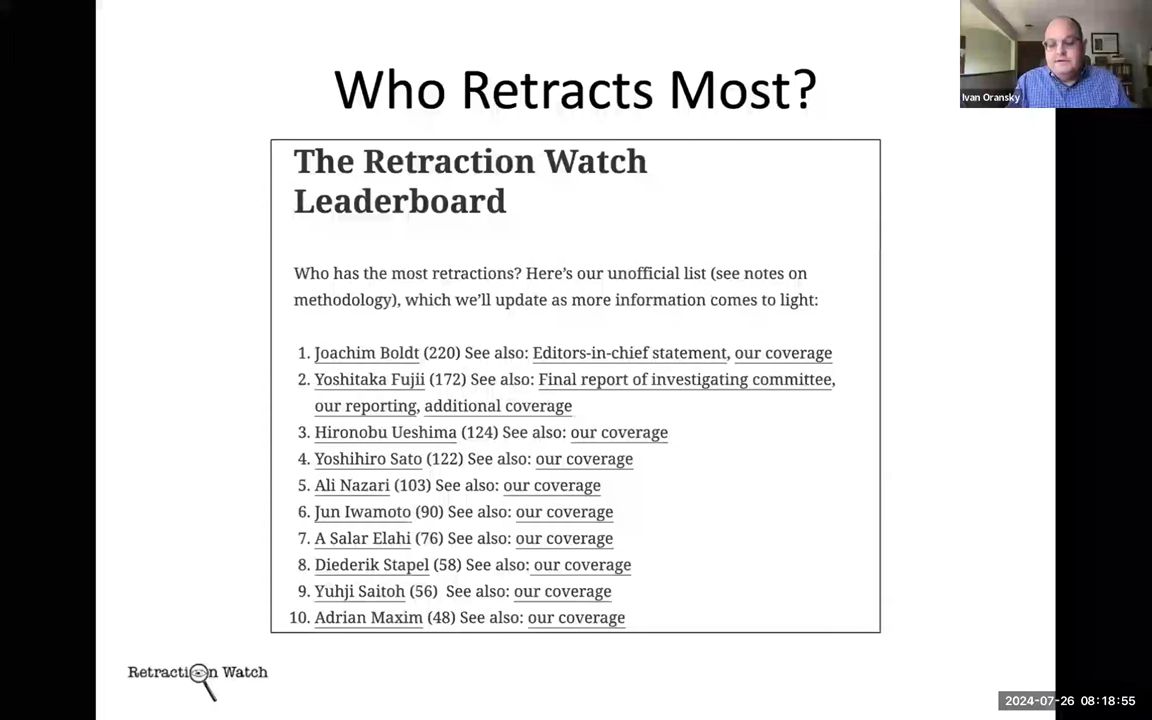 Who Retracts Most?
The Retraction Watch
Leaderboard
Who has the most retractions? Here's our unofficial list (see notes on
methodology), which we'll update as more information comes to light:
1. Joachim Boldt (220) See also: Editors-in-chief statement, our coverage
2. Yoshitaka Fujii (172) See also: Final report of investigating committee,
our reporting, additional coverage
3. Hironobu Ueshima (124) See also: our coverage
4. Yoshihiro Sato (122) See also: our coverage
5. Ali Nazari (103) See also: our coverage
6. Jun Iwamoto (90) See also: our coverage
7. A Salar Elahi (76) See also: our coverage
8. Diederik Stapel (58) See also: our coverage
9. Yuhji Saitoh (56) See also: our coverage
10. Adrian Maxim (48) See also: our coverage
Retraction Watch
Ivan Oransky
2024-07-26 08:18:55